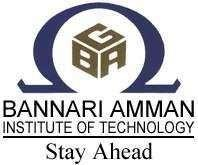 G
B A
BANNARI AMMAN
INSTITUTE OF TECHNOLOGY
Stay Ahead